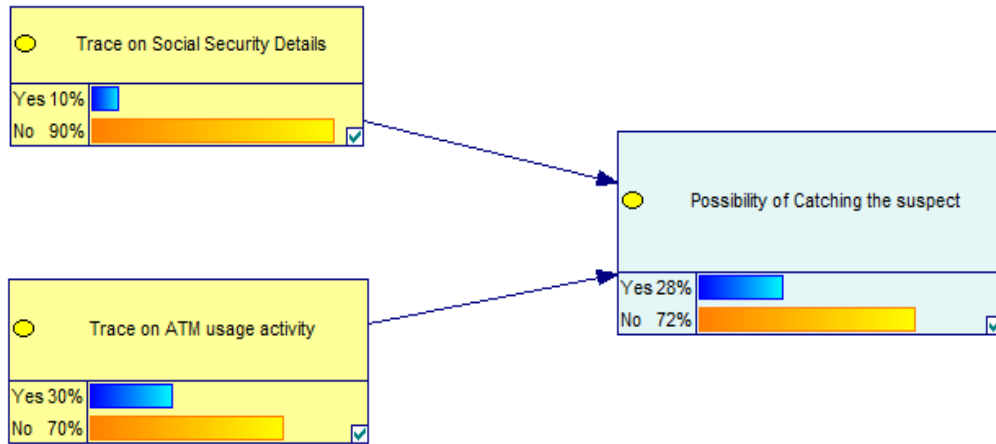 Trace on Social Security Details
Yes 10%
No 90%
Possibility of Catching the suspect
Yes 28%
No 72%
Trace on ATM usage activity
Yes 30%
No 70%